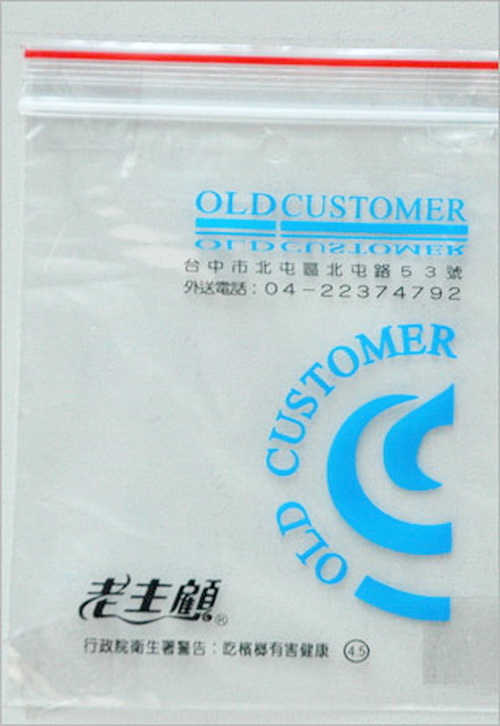 OLD CUSTOMER
OLD CUSTOMER
台中市北屯區北屯路53號
外送電話：04－22374792
OLD CUSTOMER
老主顧®
行政院衛生署警告：吃檳榔有害健康 4.5